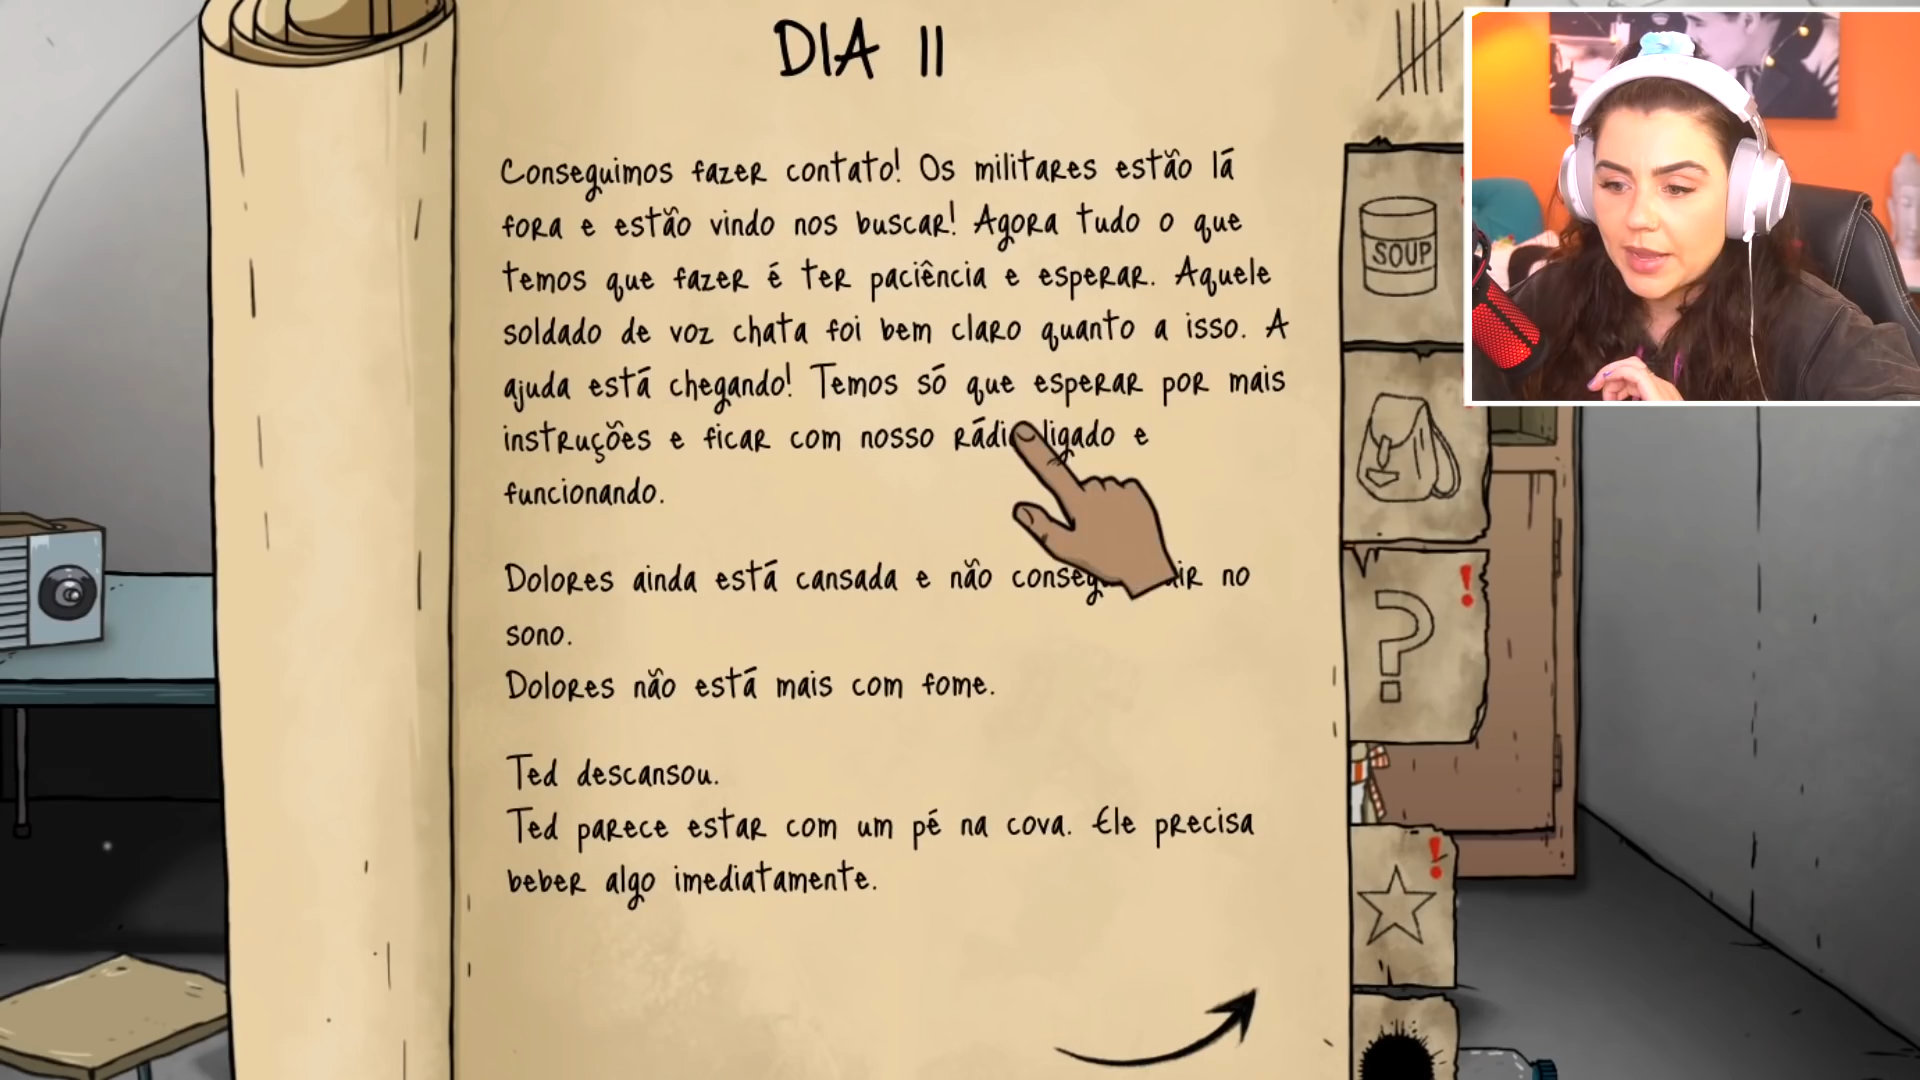 DIA 11
Conseguimos fazer contato! Os militares estão lá
fora e estão vindo nos buscar! Agora tudo o que
temos que fazer é ter paciência e esperar. Aquele
soldado de voz chata foi bem claro quanto a isso. A
ajuda está chegando! Temos só que esperar por mais
instruções e ficar com nosso rádio ligado e
funcionando.
Dolores ainda está cansada e não no
sono.
Dolores não está mais com fome.
Ted descansou.
Ted parece estar com um pé na cova. Ele precisa
beber algo imediatamente.
SOUP
?
!
!